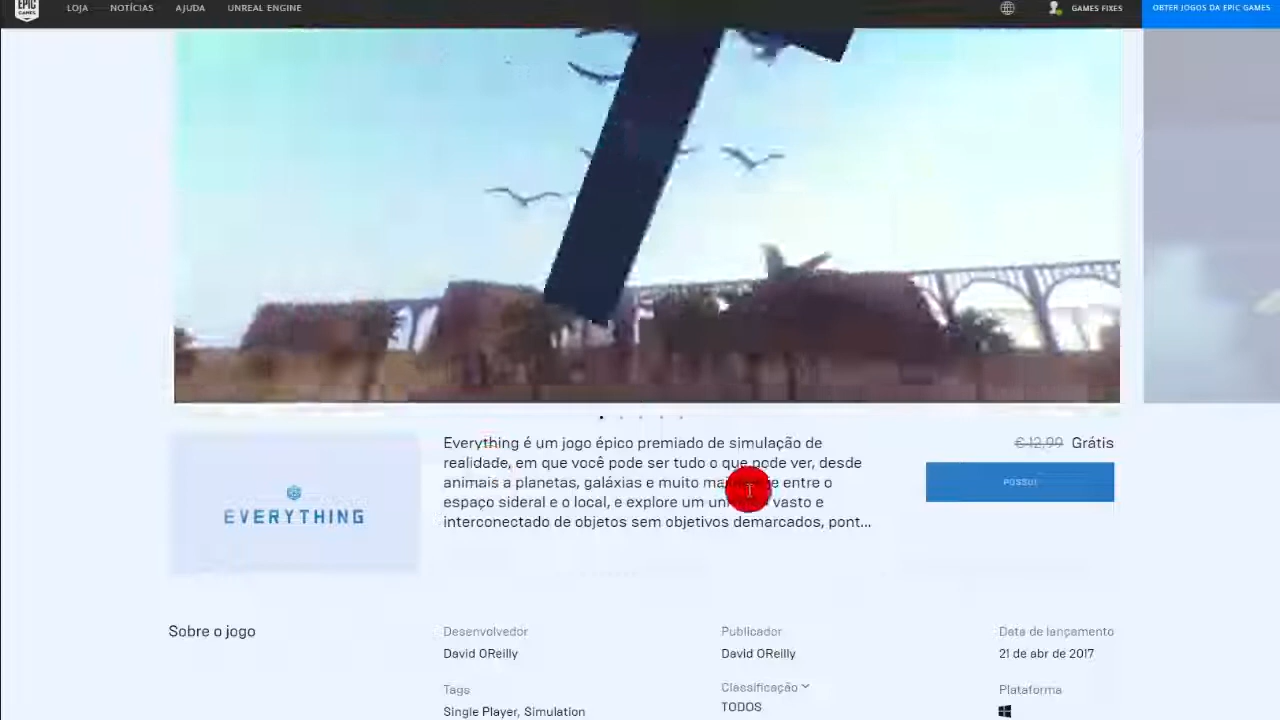 EPIC GAMES
LOJA NOTÍCIAS AJUDA UNREAL ENGINE GAMES FIXES OBTER JOGOS DA EPIC GAMES
Everything é um jogo épico premiado de simulação de
realidade, em que você pode ser tudo o que pode ver, desde
animais a planetas, galáxias e muito entre o
espaço sideral e o local, e explore um vasto e
interconectado de objetos sem objetivos demarcados, pont...
€ 12,99 Grátis
POSSUI
EVERYTHING
Sobre o jogo
Desenvolvedor
David OReilly
Publicador
David OReilly
Data de lançamento
21 de abr de 2017
Tags
Single Player, Simulation
Classificação
TODOS
Plataforma